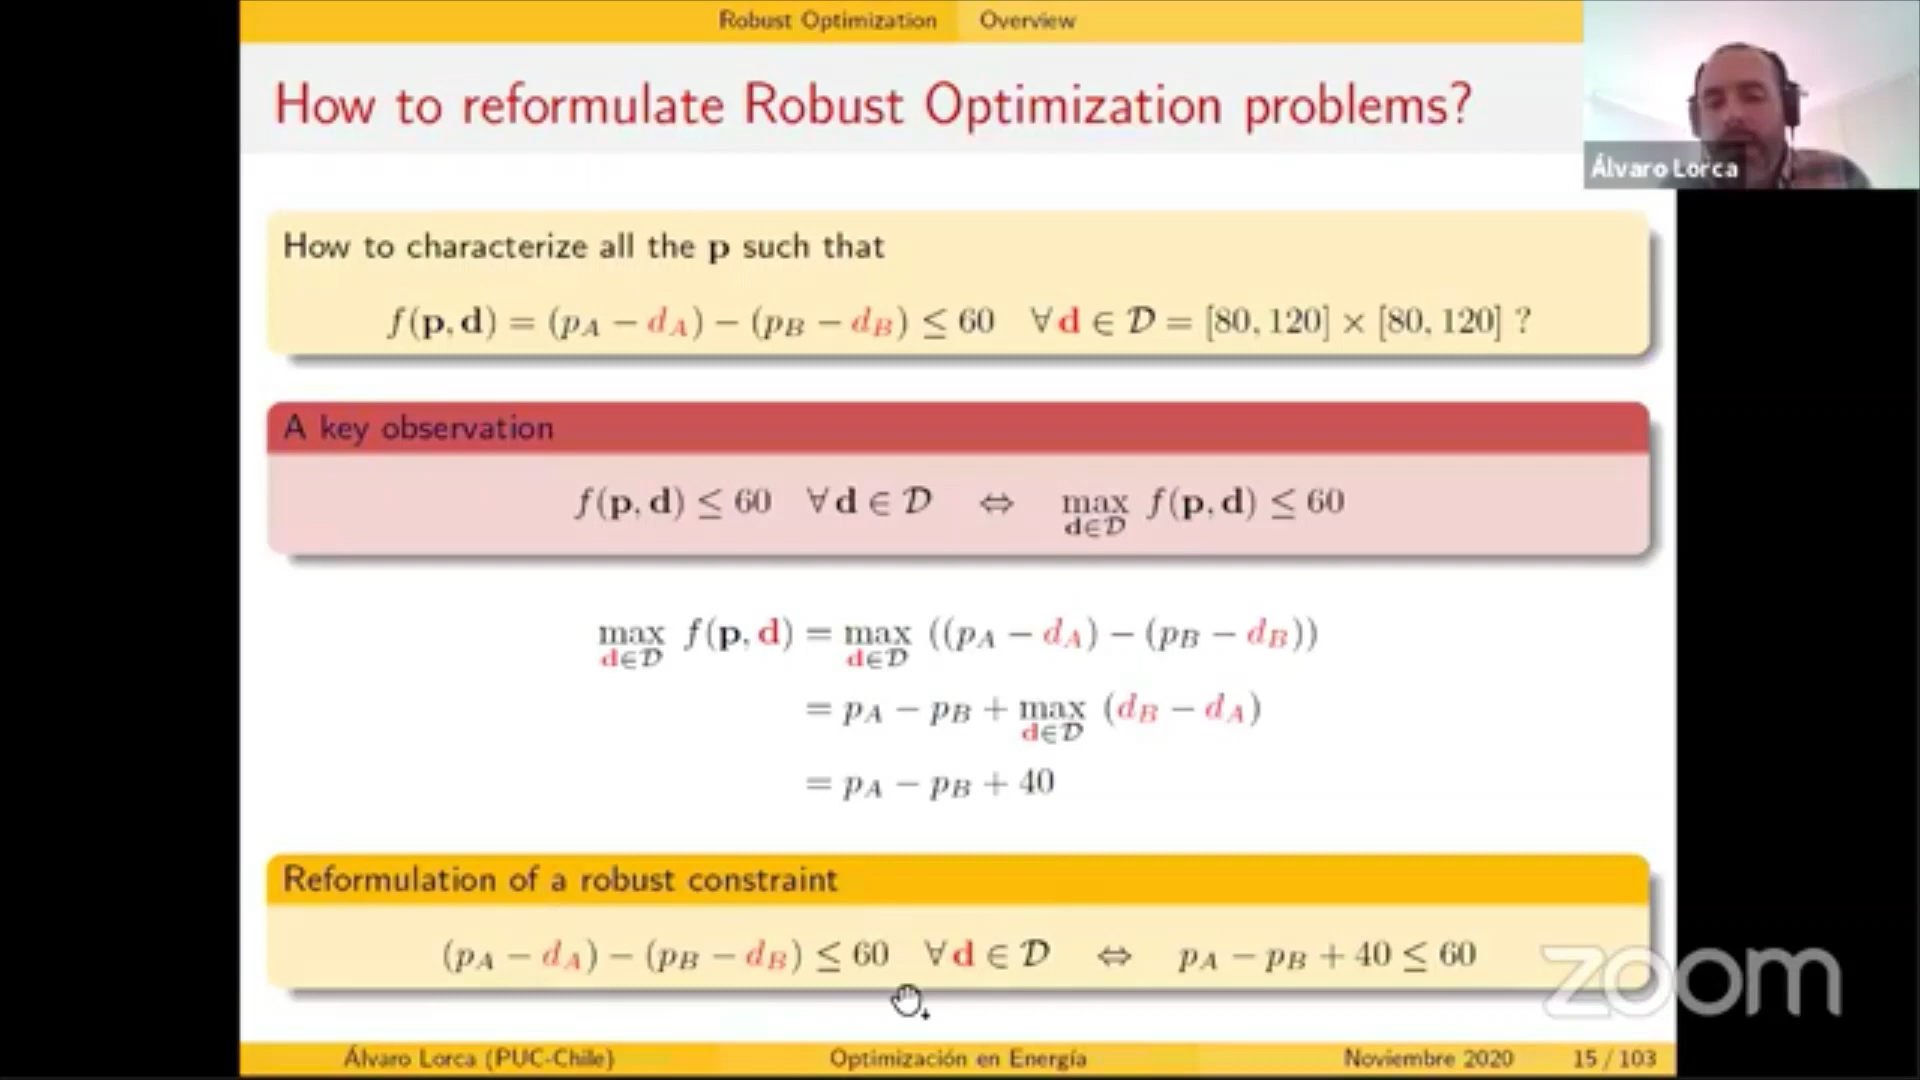 Robust Optimization Overview
How to reformulate Robust Optimization problems?
Álvaro Lorca
How to characterize all the p such that
f(p, d) = (p_A − d_A) − (p_B − d_B) ≤ 60 ∀ d ∈ D = [80, 120] × [80, 120] ?
A key observation
f(p, d) ≤ 60 ∀ d ∈ D ⇔ max_{d∈D} f(p, d) ≤ 60
max_{d∈D} f(p, d) = max_{d∈D} ((p_A − d_A) − (p_B − d_B))
= p_A − p_B + max_{d∈D} (d_B − d_A)
= p_A − p_B + 40
Reformulation of a robust constraint
(p_A − d_A) − (p_B − d_B) ≤ 60 ∀ d ∈ D ⇔ p_A − p_B + 40 ≤ 60
zoom
Álvaro Lorca (PUC-Chile) Optimización en Energía Noviembre 2020 15 / 103